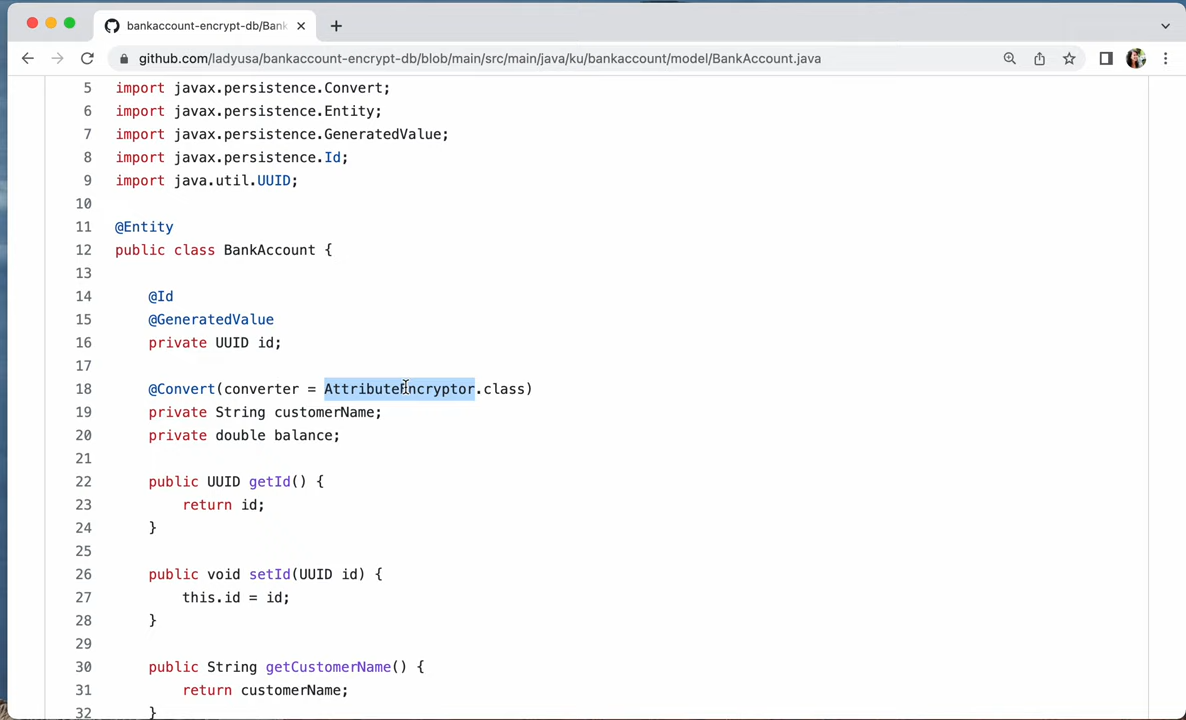 bankaccount-encrypt-db/Bank
github.com/ladyusa/bankaccount-encrypt-db/blob/main/src/main/java/ku/bankaccount/model/BankAccount.java
5 import javax.persistence.Convert;
6 import javax.persistence.Entity;
7 import javax.persistence.GeneratedValue;
8 import javax.persistence.Id;
9 import java.util.UUID;
10
11 @Entity
12 public class BankAccount {
13
14 @Id
15 @GeneratedValue
16 private UUID id;
17
18 @Convert(converter = AttributeEncryptor.class)
19 private String customerName;
20 private double balance;
21
22 public UUID getId() {
23 return id;
24 }
25
26 public void setId(UUID id) {
27 this.id = id;
28 }
29
30 public String getCustomerName() {
31 return customerName;
32 }